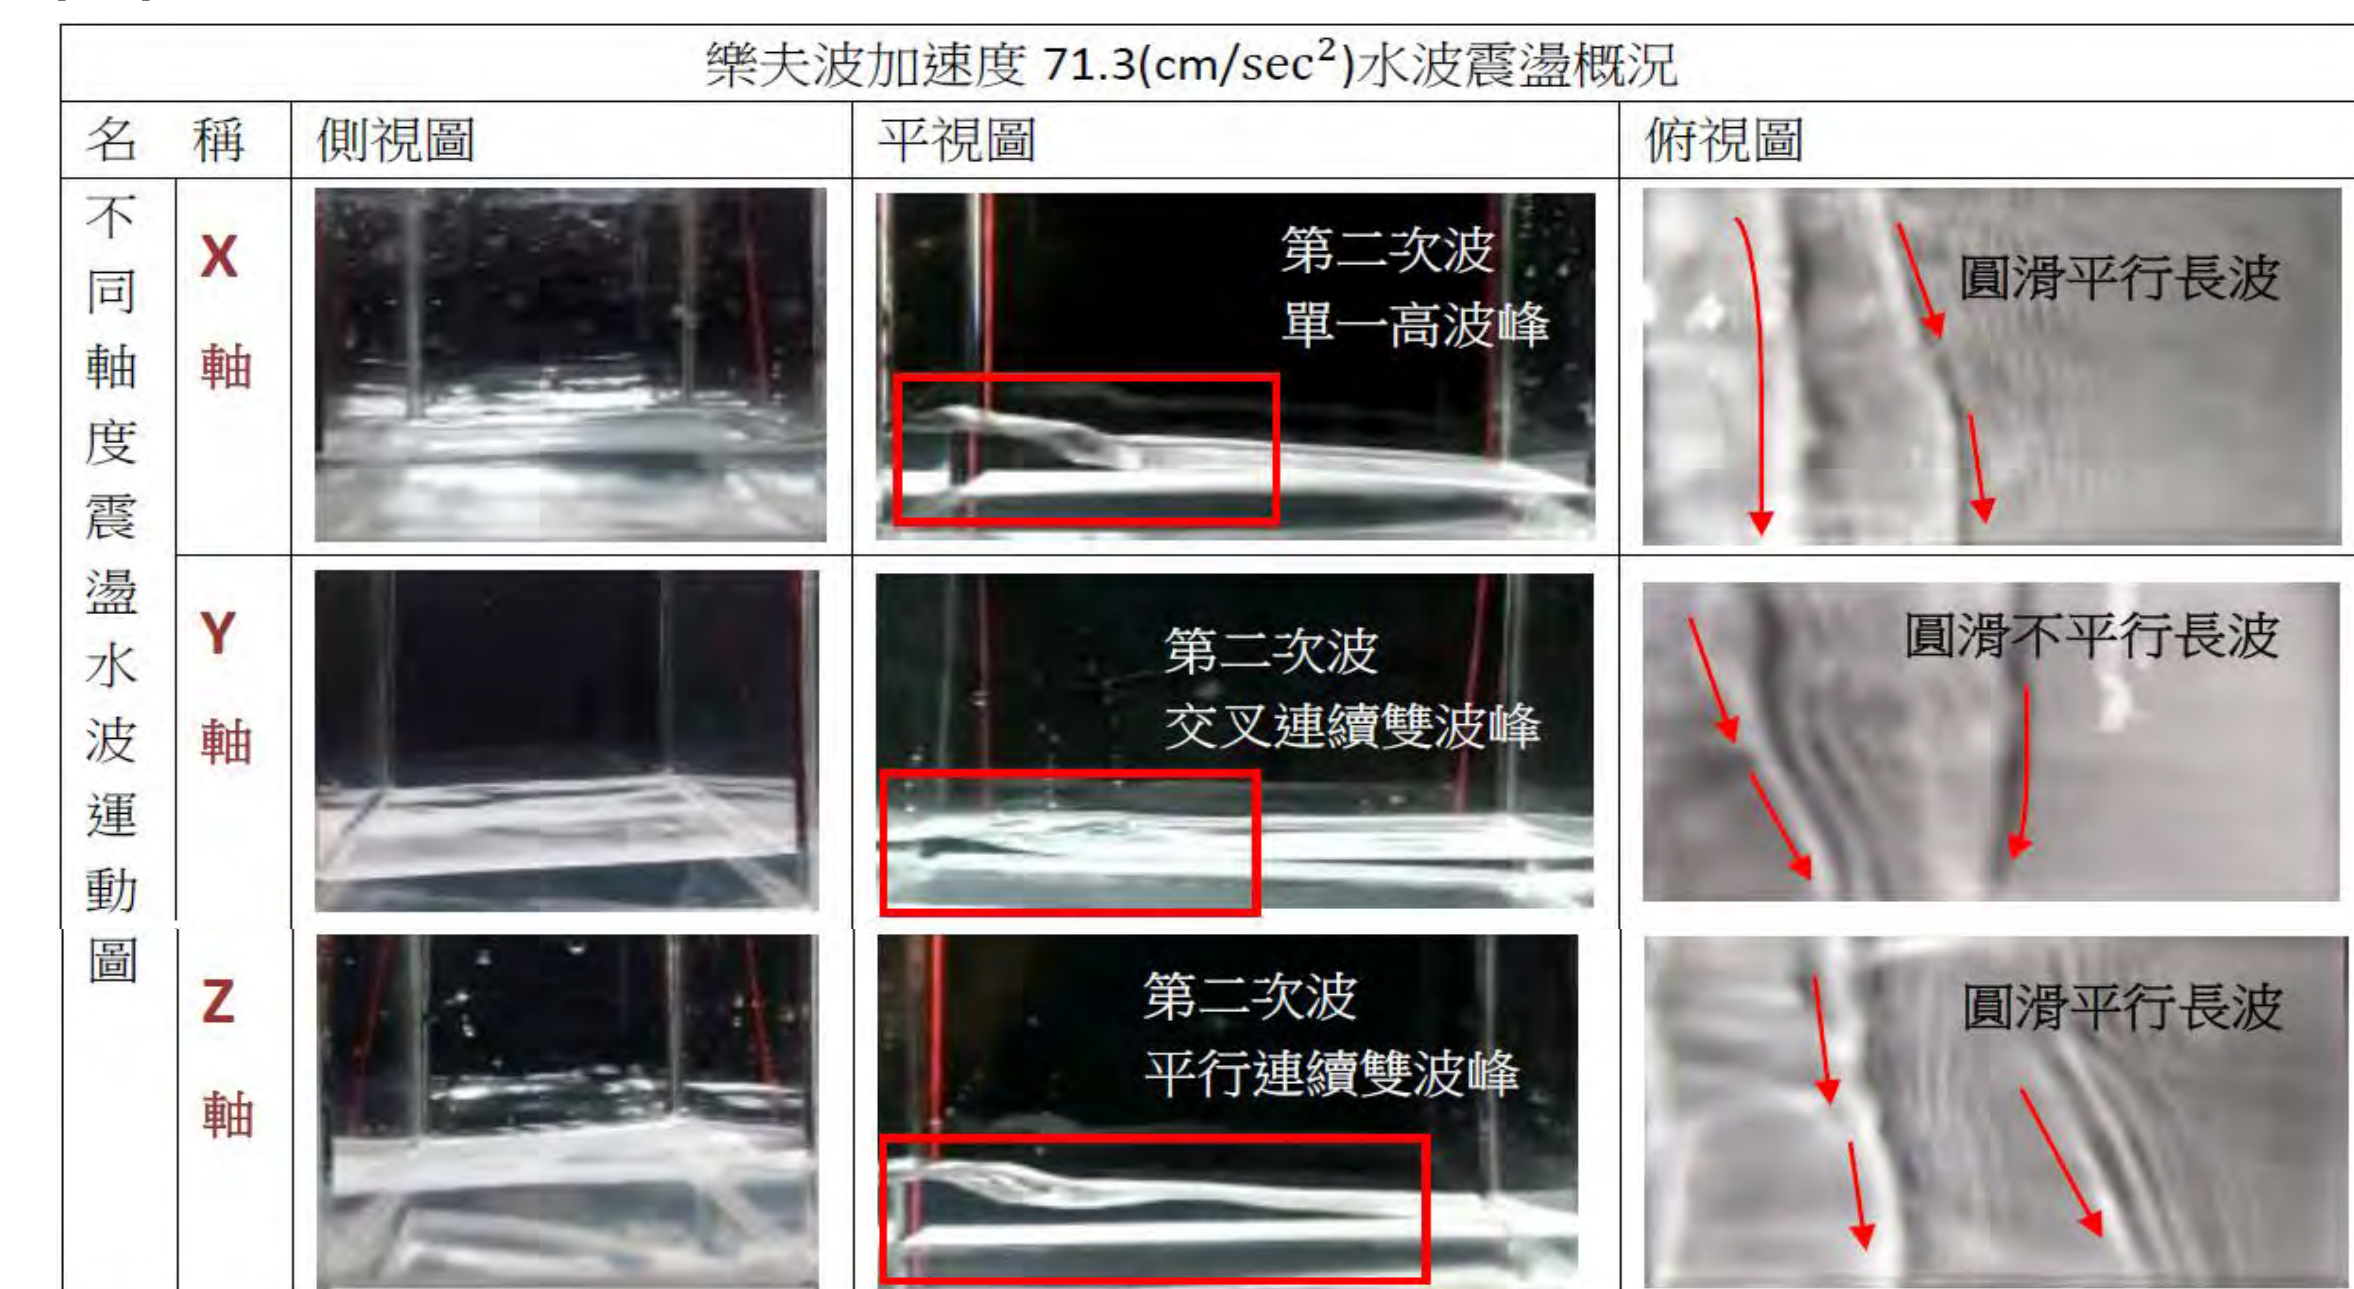 樂夫波加速度 71.3(cm/sec²)水波震盪概況
名 稱
側視圖
平視圖
俯視圖
不同軸度震盪水波運動圖
X
軸
第二次波
單一高波峰
圓滑平行長波
Y
軸
第二次波
交叉連續雙波峰
圓滑不平行長波
Z
軸
第二次波
平行連續雙波峰
圓滑平行長波